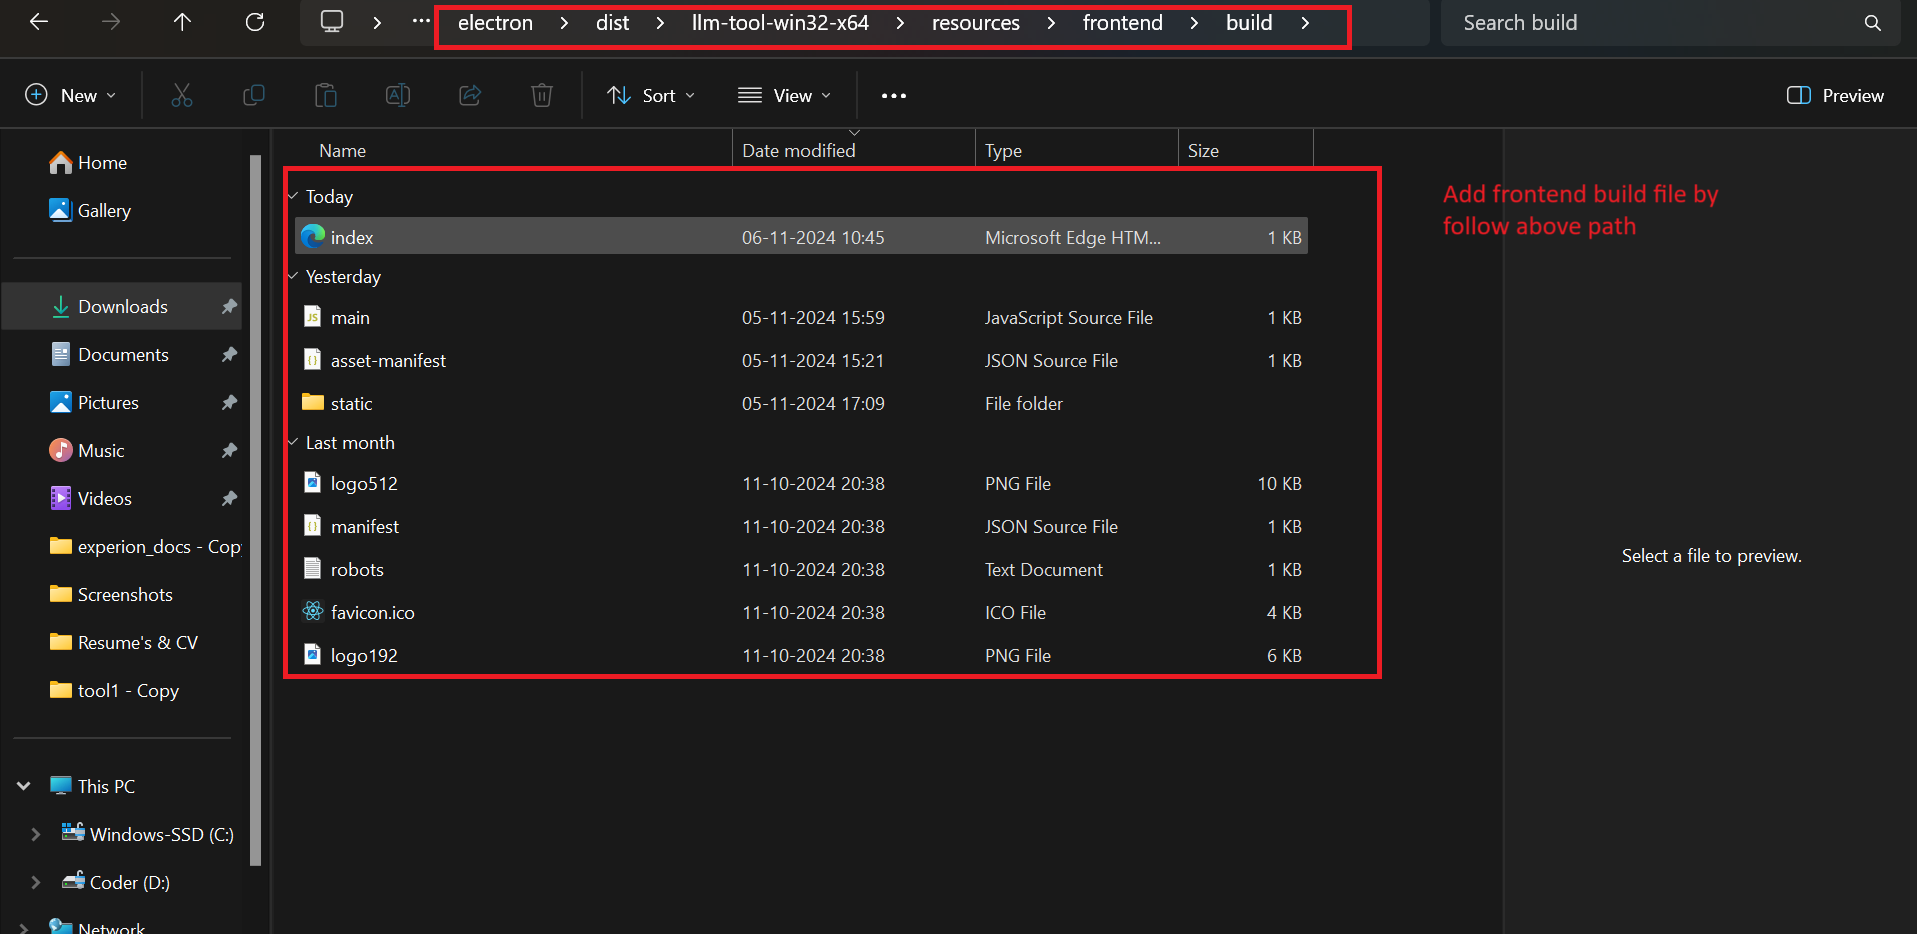 electron > dist > llm-tool-win32-x64 > resources > frontend > build >
Search build
New
Sort
View
Preview
Home
Gallery
Downloads
Documents
Pictures
Music
Videos
experion_docs - Cop
Screenshots
Resume's & CV
tool1 - Copy
This PC
Windows-SSD (C:)
Coder (D:)
Network
Name Date modified Type Size
Today
index 06-11-2024 10:45 Microsoft Edge HTM... 1 KB
Yesterday
main 05-11-2024 15:59 JavaScript Source File 1 KB
asset-manifest 05-11-2024 15:21 JSON Source File 1 KB
static 05-11-2024 17:09 File folder
Last month
logo512 11-10-2024 20:38 PNG File 10 KB
manifest 11-10-2024 20:38 JSON Source File 1 KB
robots 11-10-2024 20:38 Text Document 1 KB
favicon.ico 11-10-2024 20:38 ICO File 4 KB
logo192 11-10-2024 20:38 PNG File 6 KB
Add frontend build file by
follow above path
Select a file to preview.